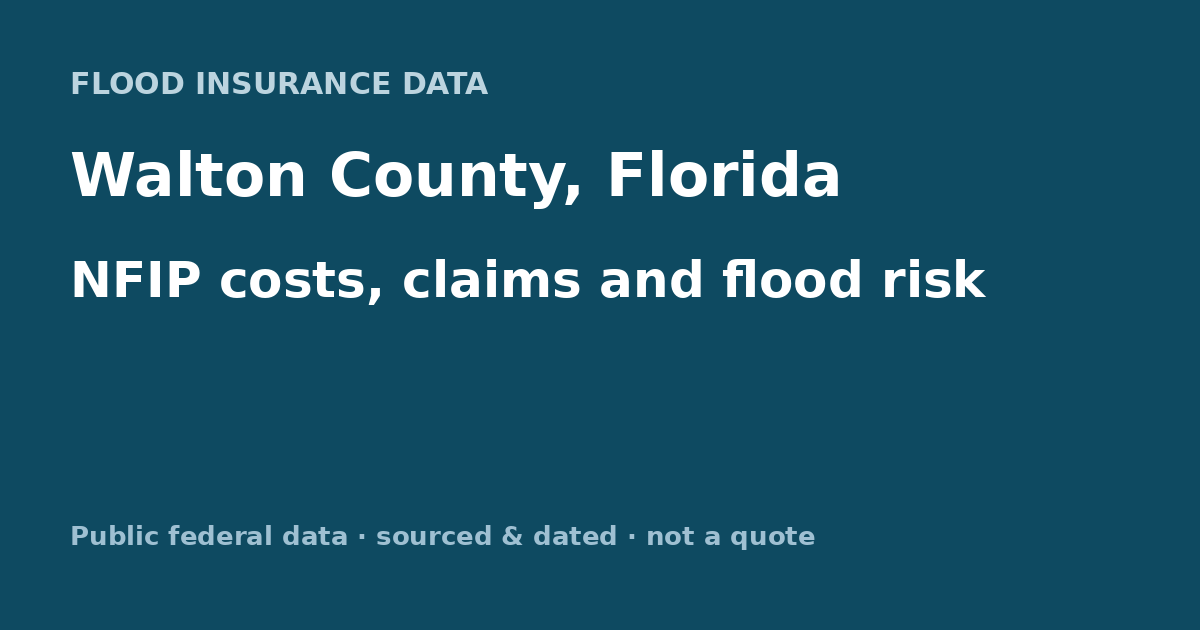 FLOOD INSURANCE DATA
Walton County, Florida
NFIP costs, claims and flood risk
Public federal data · sourced & dated · not a quote